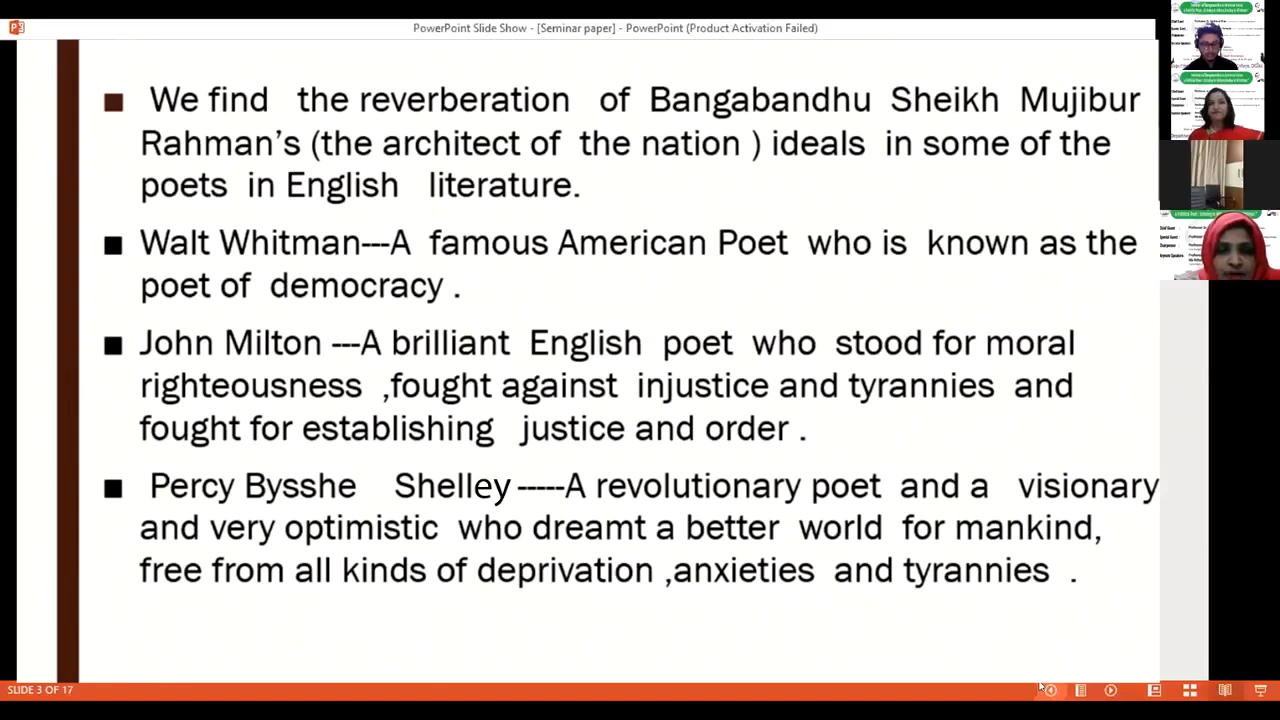 PowerPoint Slide Show - [Seminar paper] - PowerPoint (Product Activation Failed)
We find the reverberation of Bangabandhu Sheikh Mujibur
Rahman's (the architect of the nation ) ideals in some of the
poets in English literature.
Walt Whitman---A famous American Poet who is known as the
poet of democracy .
John Milton ---A brilliant English poet who stood for moral
righteousness ,fought against injustice and tyrannies and
fought for establishing justice and order .
Percy Bysshe Shelley -----A revolutionary poet and a visionary
and very optimistic who dreamt a better world for mankind,
free from all kinds of deprivation ,anxieties and tyrannies .
SLIDE 3 OF 17